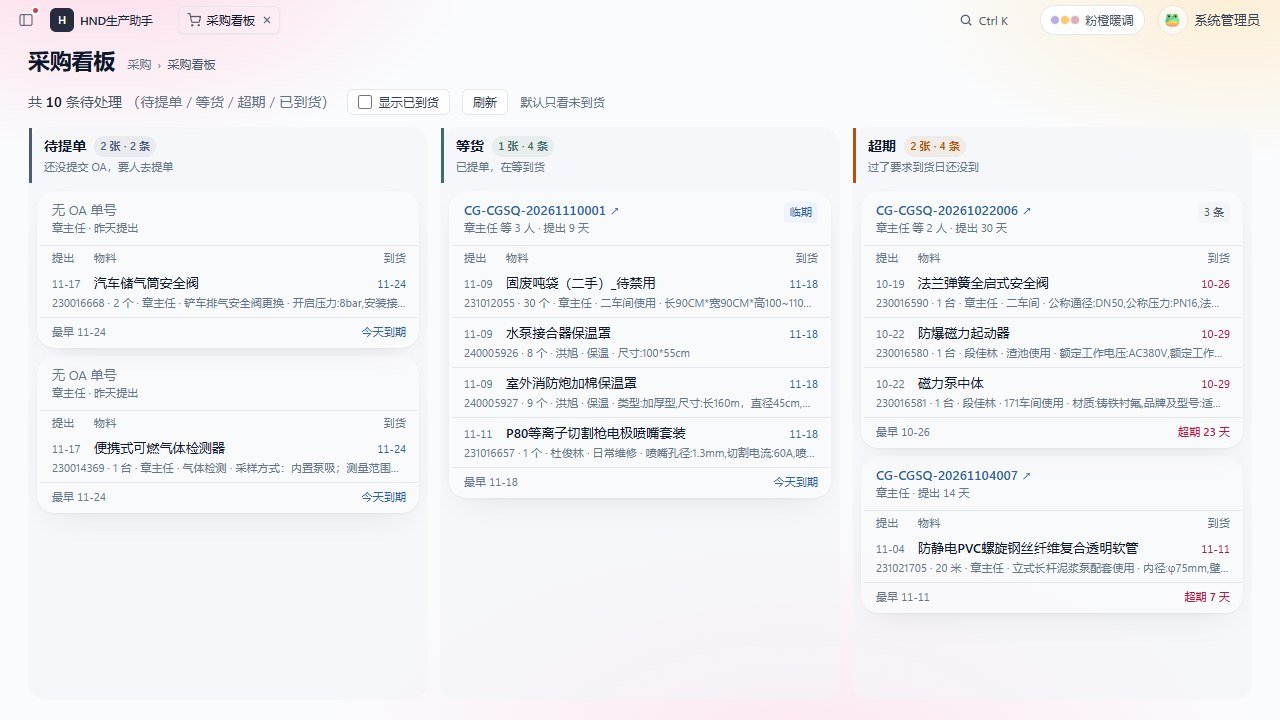 H HND生产助手 采购看板 × Ctrl K 粉橙暖调 系统管理员
采购看板 采购 › 采购看板
共 10 条待处理 （待提单 / 等货 / 超期 / 已到货） 显示已到货 刷新 默认只看未到货
待提单 2 张 · 2 条
还没提交 OA，要人去提单
无 OA 单号
章主任 · 昨天提出
提出 物料 到货
11-17 汽车储气筒安全阀 11-24
230016668 · 2 个 · 章主任 · 铲车排气安全阀更换 · 开启压力:8bar,安装接...
最早 11-24 今天到期
无 OA 单号
章主任 · 昨天提出
提出 物料 到货
11-17 便携式可燃气体检测器 11-24
230014369 · 1 台 · 章主任 · 气体检测 · 采样方式：内置泵吸；测量范围...
最早 11-24 今天到期
等货 1 张 · 4 条
已提单，在等到货
CG-CGSQ-20261110001 ↗ 临期
章主任 等 3 人 · 提出 9 天
提出 物料 到货
11-09 固废吨袋（二手）_待禁用 11-18
231012055 · 30 个 · 章主任 · 二车间使用 · 长90CM*宽90CM*高100~110...
11-09 水泵接合器保温罩 11-18
240005926 · 8 个 · 洪旭 · 保温 · 尺寸:100*55cm
11-09 室外消防炮加棉保温罩 11-18
240005927 · 9 个 · 洪旭 · 保温 · 类型:加厚型,尺寸:长160m，直径45cm,...
11-11 P80等离子切割枪电极喷嘴套装 11-18
231016657 · 1 个 · 杜俊林 · 日常维修 · 喷嘴孔径:1.3mm,切割电流:60A,喷...
最早 11-18 今天到期
超期 2 张 · 4 条
过了要求到货日还没到
CG-CGSQ-20261022006 ↗ 3 条
章主任 等 2 人 · 提出 30 天
提出 物料 到货
10-19 法兰弹簧全启式安全阀 10-26
230016590 · 1 台 · 章主任 · 二车间 · 公称通径:DN50,公称压力:PN16,法...
10-22 防爆磁力起动器 10-29
230016580 · 1 台 · 段佳林 · 渣池使用 · 额定工作电压:AC380V,额定工作...
10-22 磁力泵中体 10-29
230016581 · 1 台 · 段佳林 · 171车间使用 · 材质:铸铁衬氟,品牌及型号:适...
最早 10-26 超期 23 天
CG-CGSQ-20261104007 ↗
章主任 · 提出 14 天
提出 物料 到货
11-04 防静电PVC螺旋钢丝纤维复合透明软管 11-11
231021705 · 20 米 · 章主任 · 立式长杆泥浆泵配套使用 · 内径:φ75mm,壁...
最早 11-11 超期 7 天